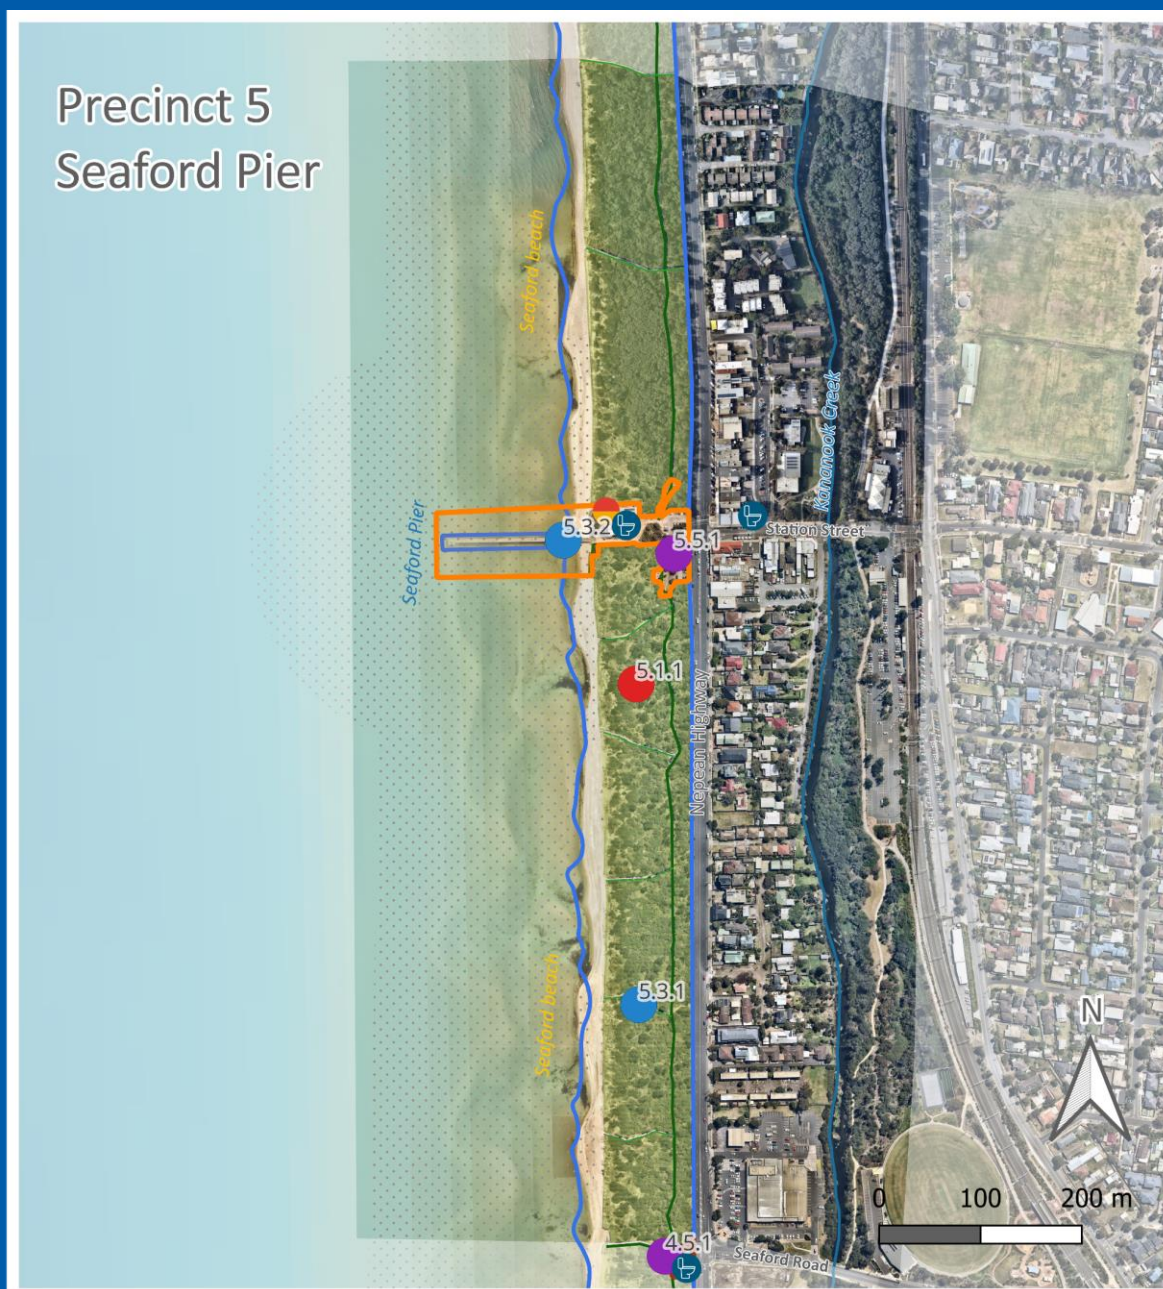 Precinct 5
Seaford Pier
Seaford beach
Kananook Creek
Seaford Pier
5.3.2
Station Street
5.5.1
5.1.1
Nepean Highway
5.3.1
Seaford beach
N
0 100 200 m
4.5.1
Seaford Road